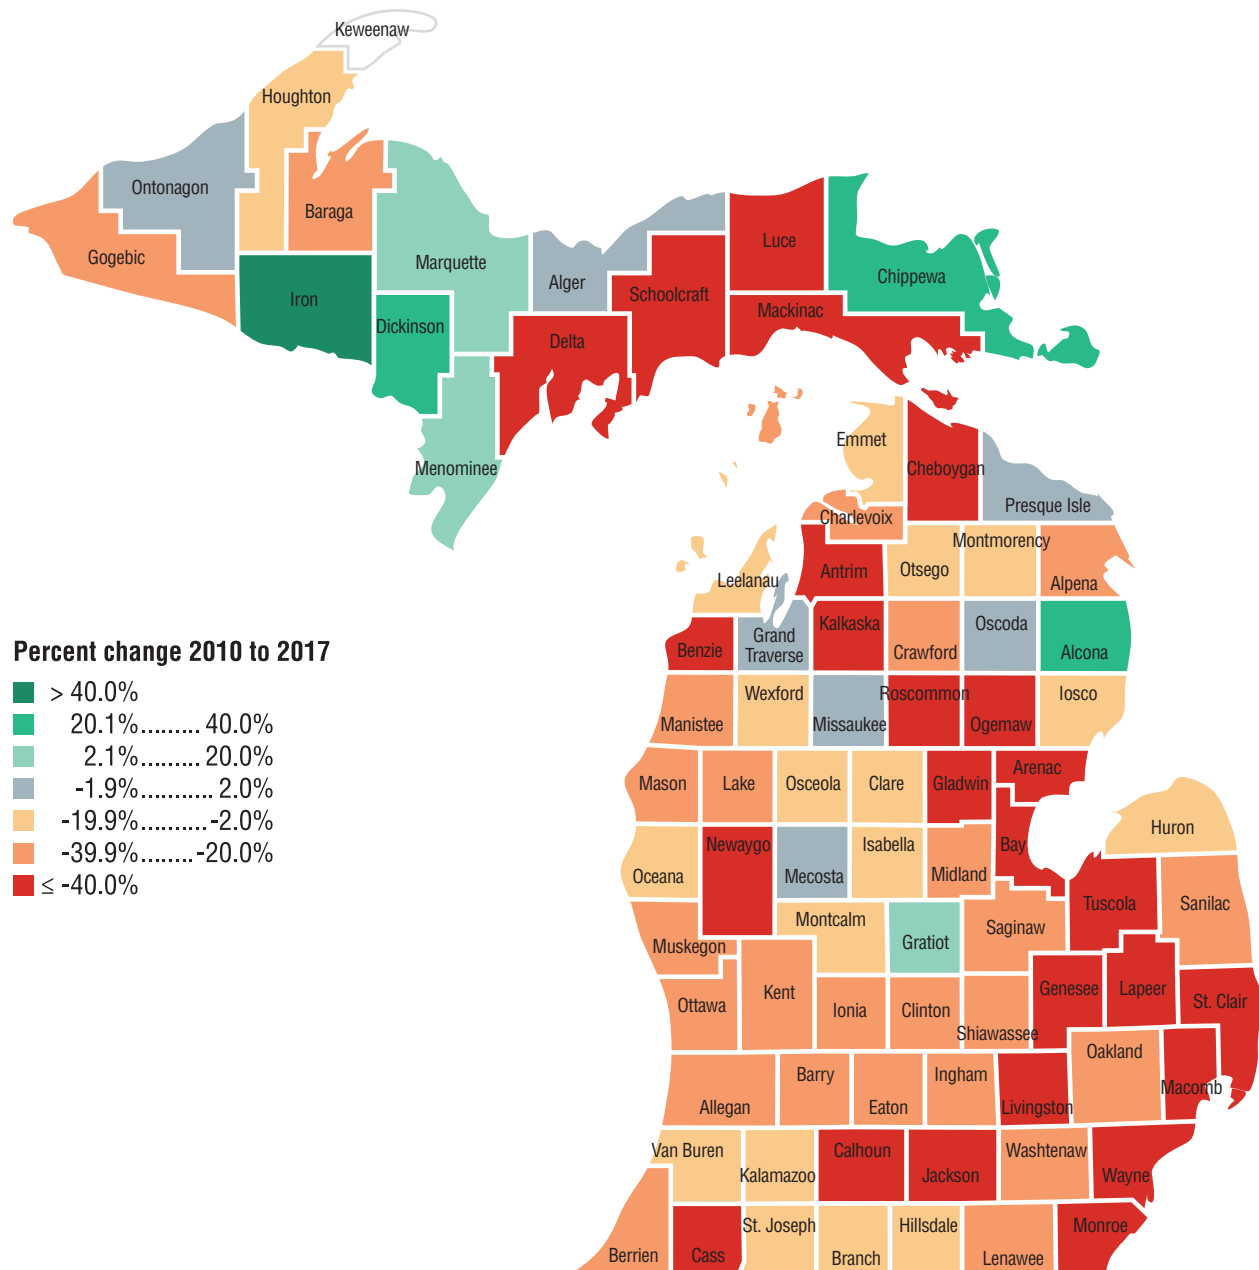 Keweenaw
Houghton
Ontonagon
Baraga
Gogebic
Marquette
Iron
Dickinson
Alger
Luce
Chippewa
Schoolcraft
Mackinac
Delta
Menominee
Emmet
Cheboygan
Presque Isle
Charlevoix
Montmorency
Antrim
Otsego
Alpena
Leelanau
Kalkaska
Oscoda
Grand
Traverse
Benzie
Crawford
Alcona
Percent change 2010 to 2017
> 40.0%
20.1%......... 40.0%
2.1%......... 20.0%
-1.9%.......... 2.0%
-19.9%..........-2.0%
-39.9%........-20.0%
≤ -40.0%
Wexford
Roscommon
Iosco
Manistee
Missaukee
Ogemaw
Mason
Lake
Osceola
Clare
Gladwin
Arenac
Huron
Newaygo
Isabella
Bay
Oceana
Mecosta
Midland
Tuscola
Sanilac
Montcalm
Saginaw
Muskegon
Gratiot
Kent
Genesee
Lapeer
St. Clair
Ottawa
Ionia
Clinton
Shiawassee
Oakland
Barry
Ingham
Macomb
Allegan
Eaton
Livingston
Van Buren
Calhoun
Washtenaw
Kalamazoo
Jackson
Wayne
St. Joseph
Hillsdale
Monroe
Berrien
Cass
Branch
Lenawee